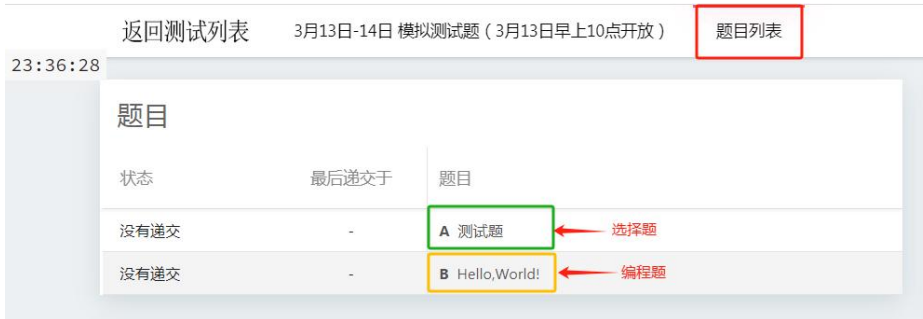 返回测试列表 3月13日-14日 模拟测试题（3月13日早上10点开放） 题目列表
23:36:28
题目
状态 最后递交于 题目
没有递交 - A 测试题 选择题
没有递交 - B Hello,World! 编程题